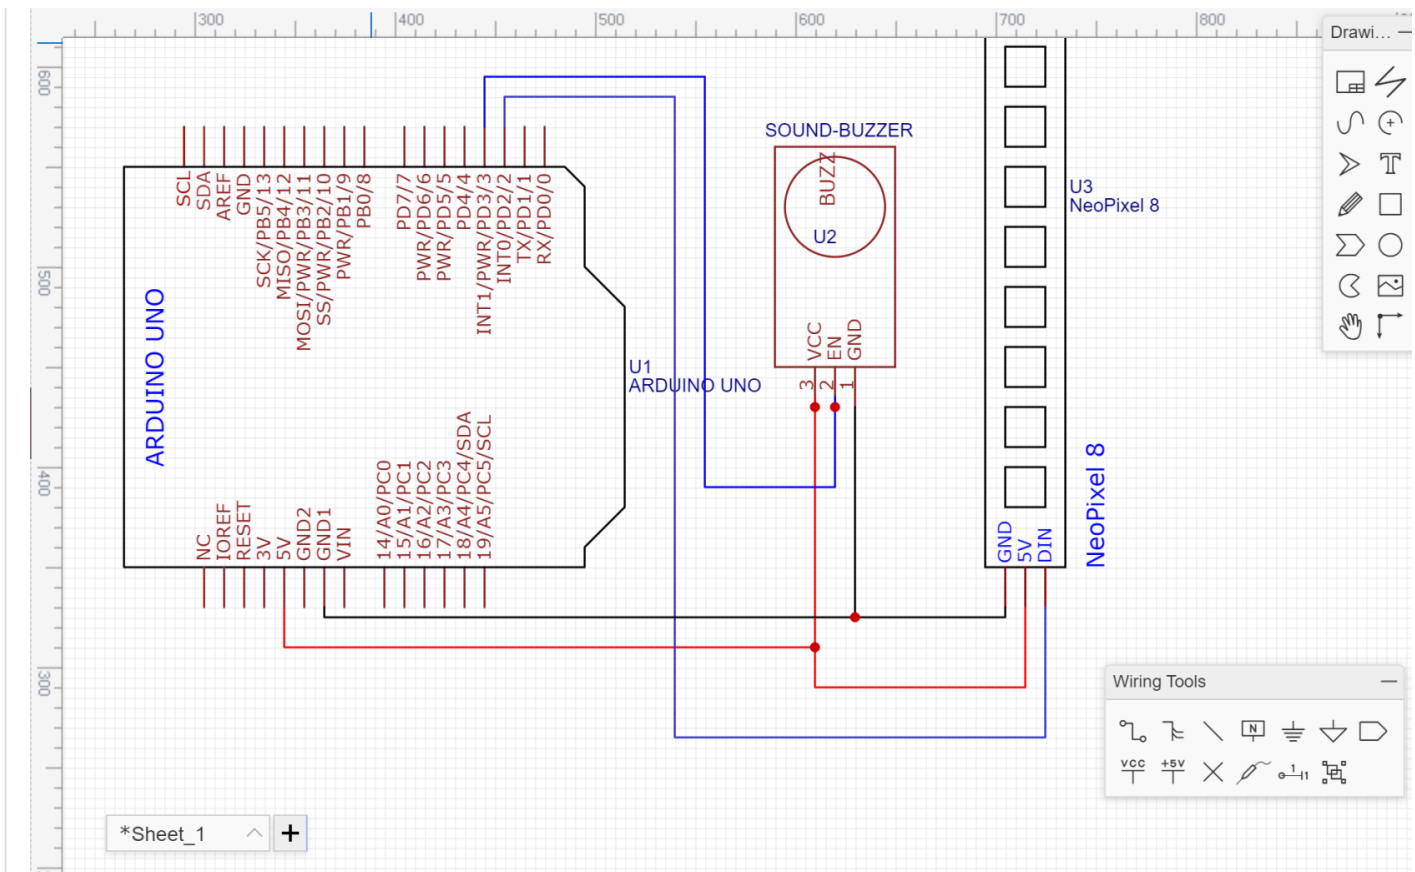 300
400
500
600
700
800
Drawi...
600
500
400
300
SCL
SDA
AREF
GND
SCK/PB5/13
MISO/PB4/12
MOSI/PWR/PB3/11
SS/PWR/PB2/10
PWR/PB1/9
PB0/8
PD7/7
PWR/PD6/6
PWR/PD5/5
PD4/4
INT1/PWR/PD3/3
INT0/PD2/2
TX/PD1/1
RX/PD0/0
ARDUINO UNO
U1
ARDUINO UNO
NC
IOREF
RESET
3V
5V
GND2
GND1
VIN
14/A0/PC0
15/A1/PC1
16/A2/PC2
17/A3/PC3
18/A4/PC4/SDA
19/A5/PC5/SCL
SOUND-BUZZER
BUZZ
U2
VCC
EN
GND
3
2
1
U3
NeoPixel 8
NeoPixel 8
GND
5V
DIN
T
Wiring Tools
N
VCC
+5V
1
1
*Sheet_1
+